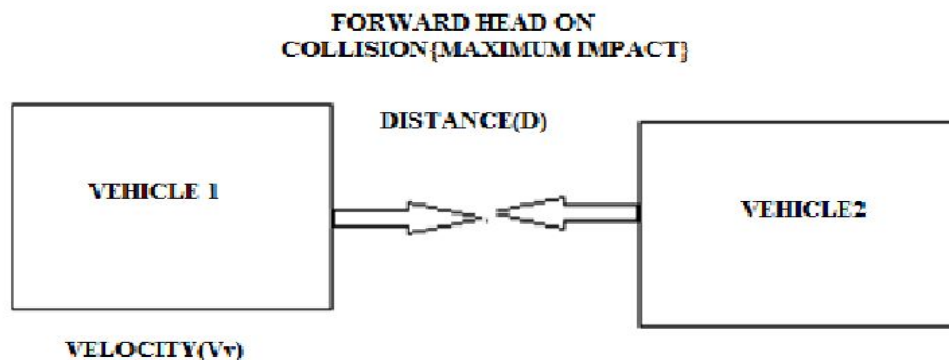 FORWARD HEAD ON
COLLISION{MAXIMUM IMPACT}
DISTANCE(D)
VEHICLE 1
VEHICLE2
VELOCITY(Vv)